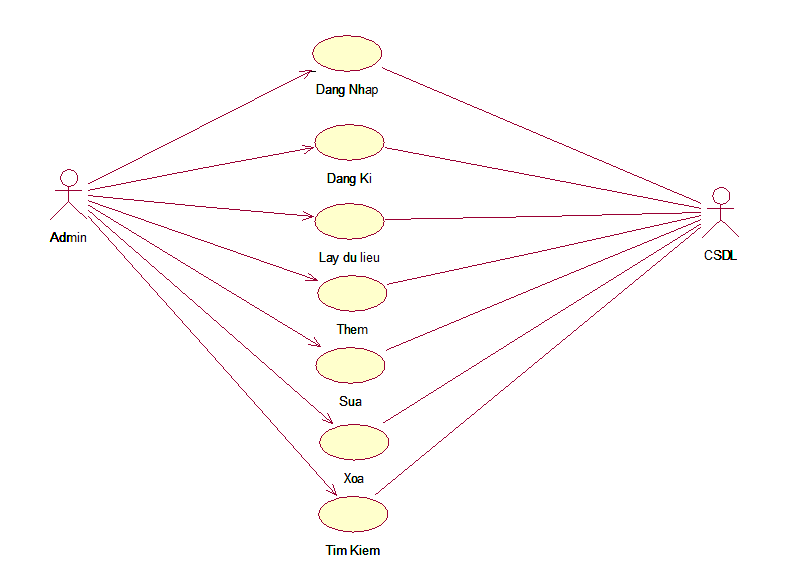 Dang Nhap
Dang Ki
Admin
Lay du lieu
CSDL
Them
Sua
Xoa
Tim Kiem